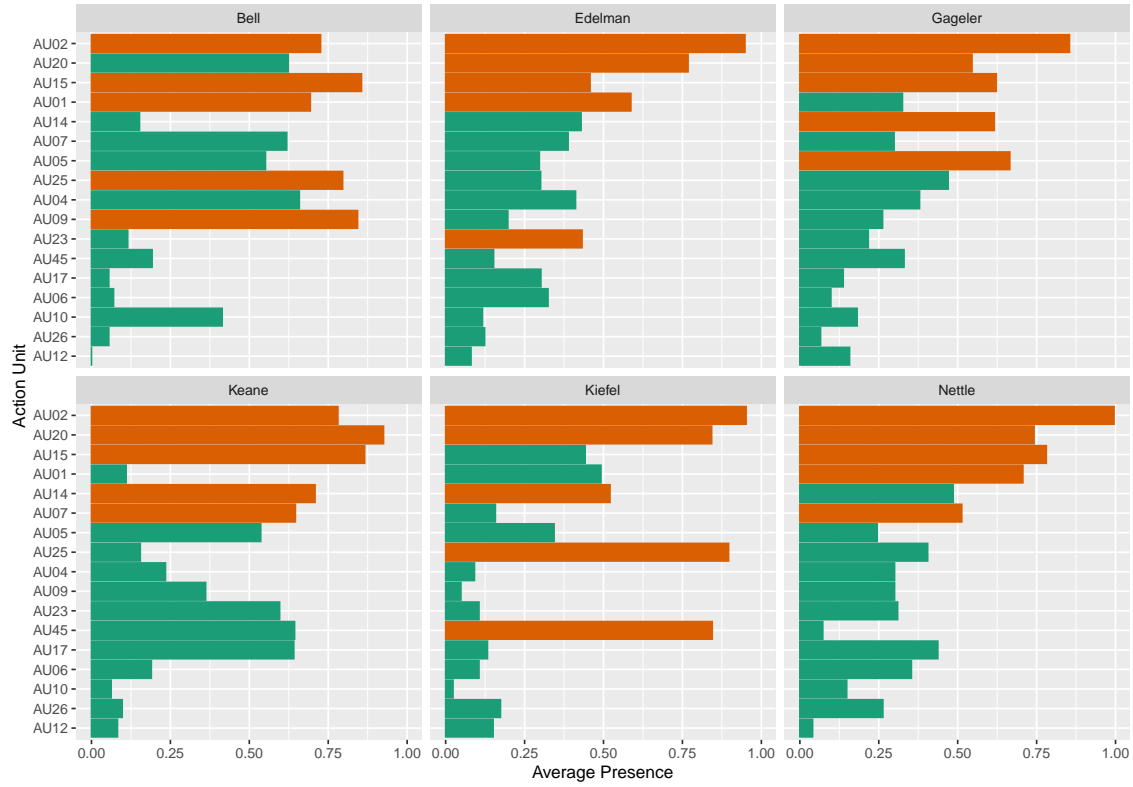 Bell
Edelman
Gageler
AU02
AU20
AU15
AU01
AU14
AU07
AU05
AU25
AU04
AU09
AU23
AU45
AU17
AU06
AU10
AU26
AU12
Keane
Kiefel
Nettle
AU02
AU20
AU15
AU01
AU14
AU07
AU05
AU25
AU04
AU09
AU23
AU45
AU17
AU06
AU10
AU26
AU12
0.00 0.25 0.50 0.75 1.00
0.00 0.25 0.50 0.75 1.00
0.00 0.25 0.50 0.75 1.00
Average Presence
Action Unit